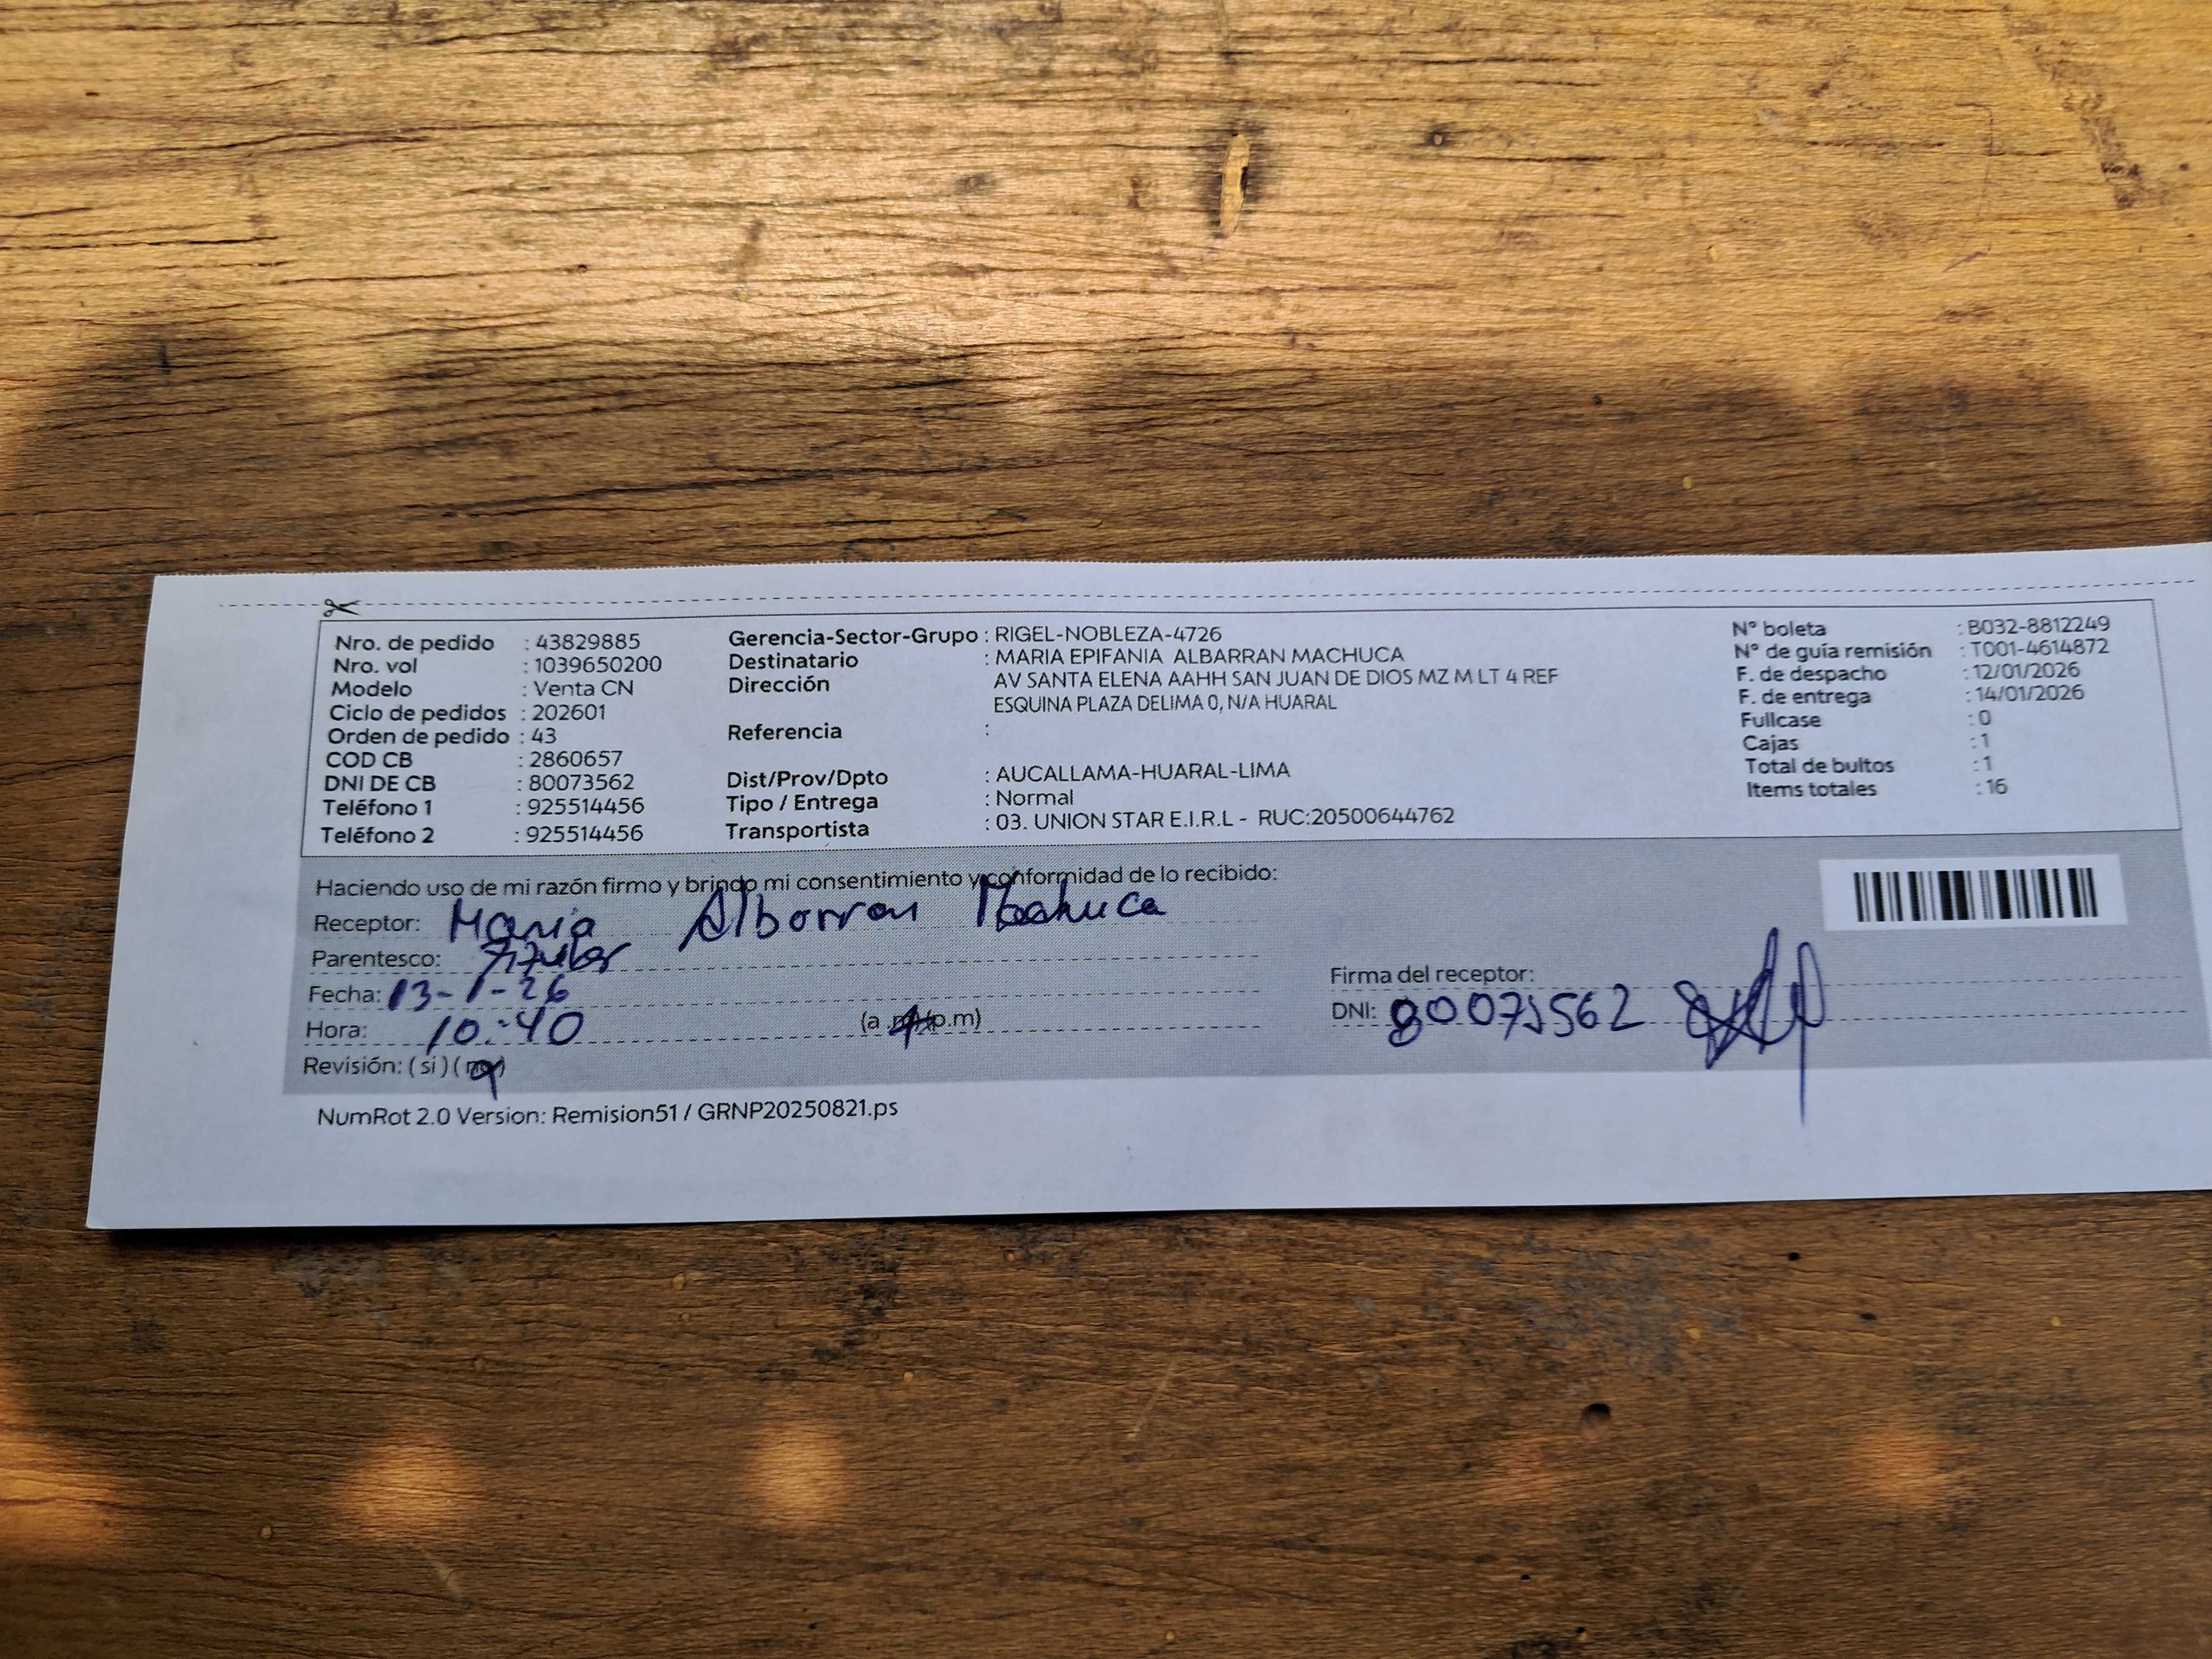 Nro. de pedido : 43829885
Nro. vol : 1039650200
Modelo : Venta CN
Ciclo de pedidos : 202601
Orden de pedido : 43
COD CB : 2860657
DNI DE CB : 80073562
Teléfono 1 : 925514456
Teléfono 2 : 925514456
Gerencia-Sector-Grupo : RIGEL-NOBLEZA-4726
Destinatario : MARIA EPIFANIA ALBARRAN MACHUCA
Dirección AV SANTA ELENA AAHH SAN JUAN DE DIOS MZ M LT 4 REF
ESQUINA PLAZA DELIMA 0, N/A HUARAL
Referencia :
Dist/Prov/Dpto : AUCALLAMA-HUARAL-LIMA
Tipo / Entrega : Normal
Transportista : 03. UNION STAR E.I.R.L - RUC:20500644762
N° boleta : B032-8812249
N° de guía remisión : T001-4614872
F. de despacho : 12/01/2026
F. de entrega : 14/01/2026
Fullcase : 0
Cajas : 1
Total de bultos : 1
Items totales : 16
Haciendo uso de mi razón firmo y brindo mi consentimiento y conformidad de lo recibido:
Receptor: Maria Albarran Machuca
Parentesco: Titular
Fecha: 13-1-26
Hora: 10:40 (a.m/p.m)
Revisión: (si) (no)
Firma del receptor:
DNI: 80073562
NumRot 2.0 Version: Remision51 / GRNP20250821.ps